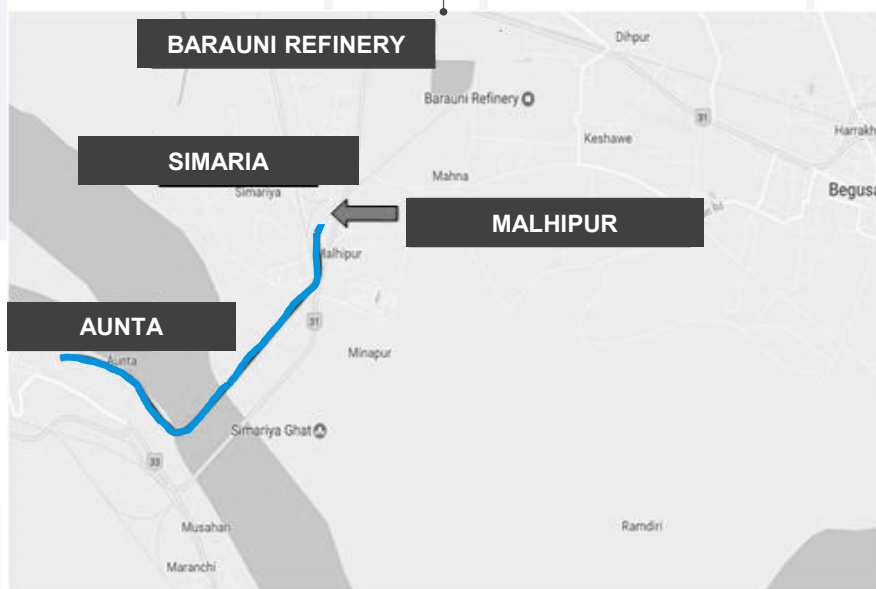 BARAUNI REFINERY
Dihpur
Barauni Refinery
31
Keshawe
Harrakh
SIMARIA
Mahna
Simariya
Begusa
MALHIPUR
Malhipur
AUNTA
31
Minapur
Aunta
Simariya Ghat
33
Musahari
Ramdiri
Maranchi